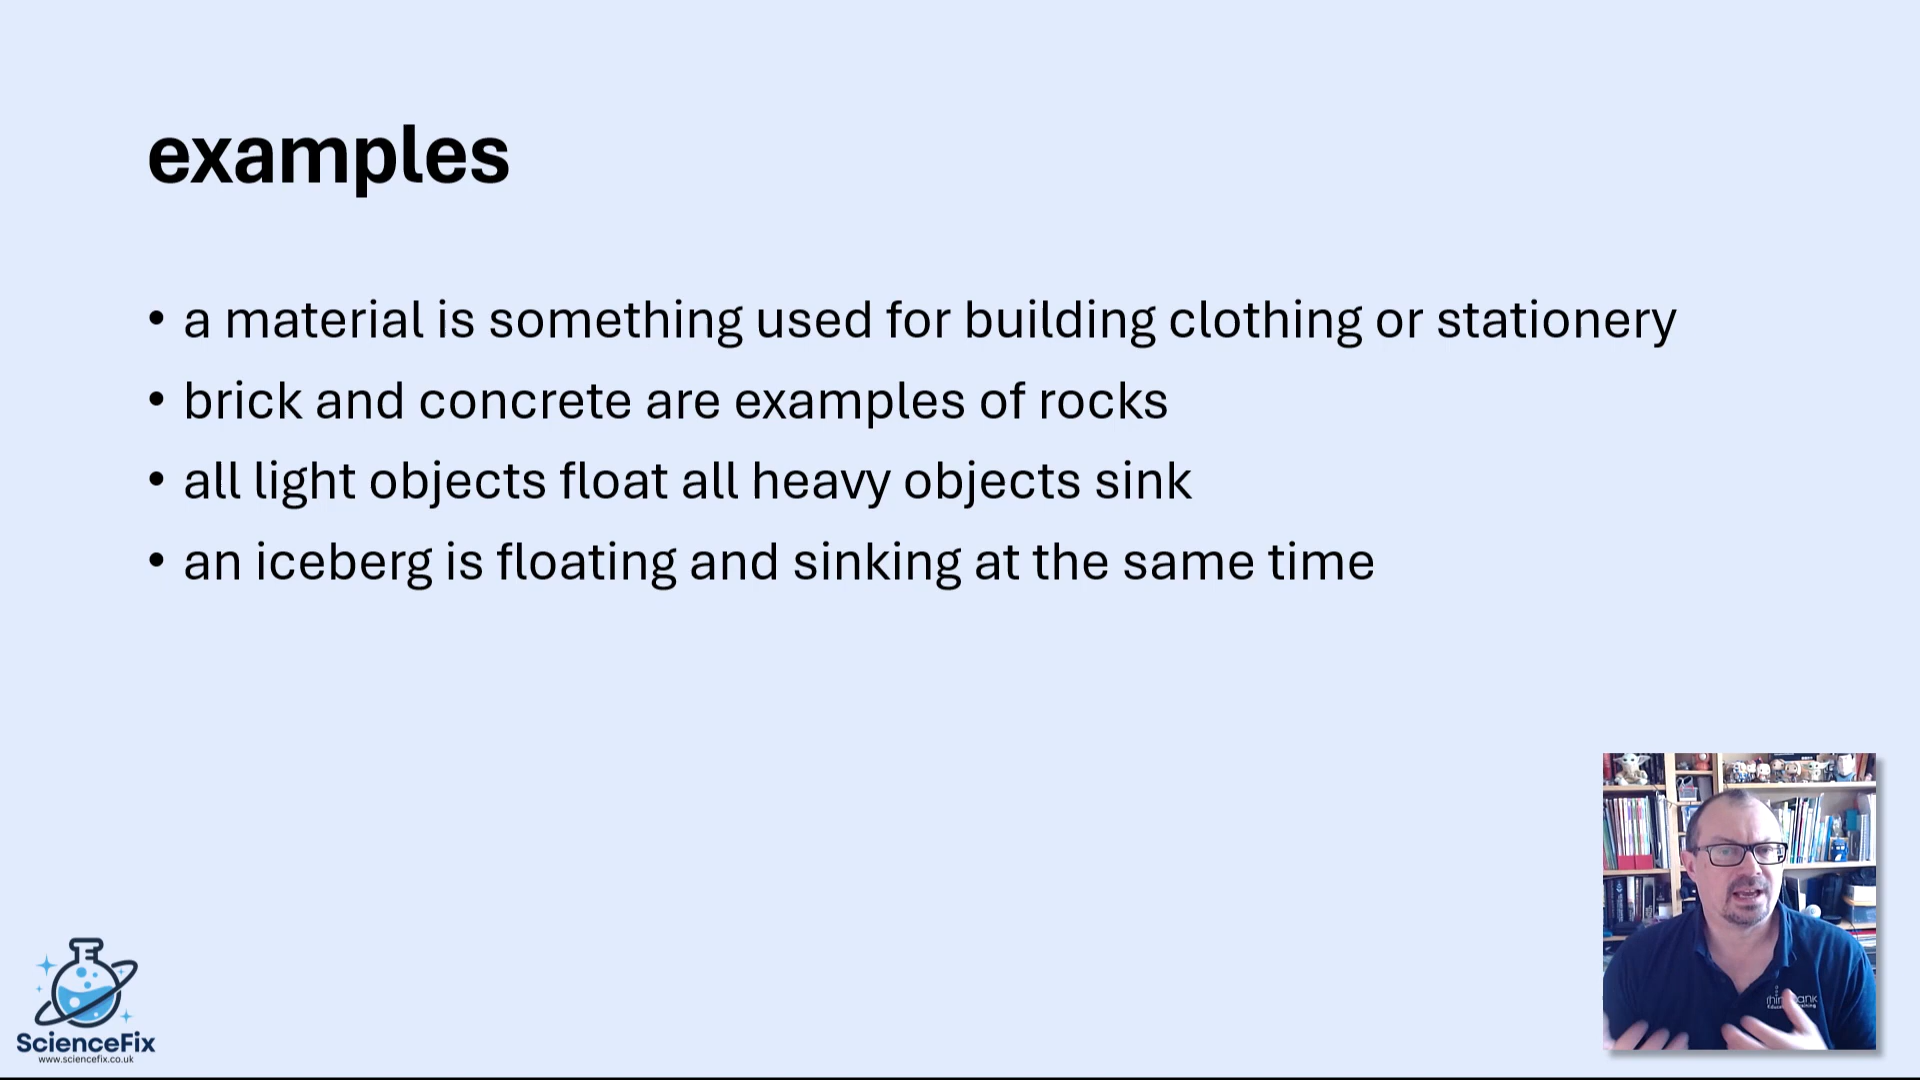 examples
• a material is something used for building clothing or stationery
• brick and concrete are examples of rocks
• all light objects float all heavy objects sink
• an iceberg is floating and sinking at the same time
ScienceFix
www.sciencefix.co.uk